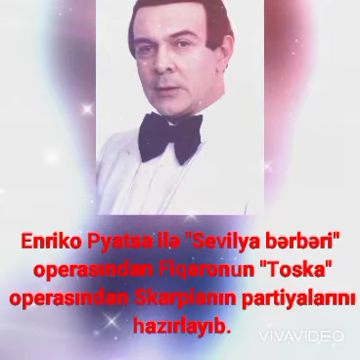 Enriko Pyatsa ilə "Sevilya bərbəri"
operasından Fiqaronun "Toska"
operasından Skarpianın partiyalarını
hazırlayıb.
VIVAVIDEO